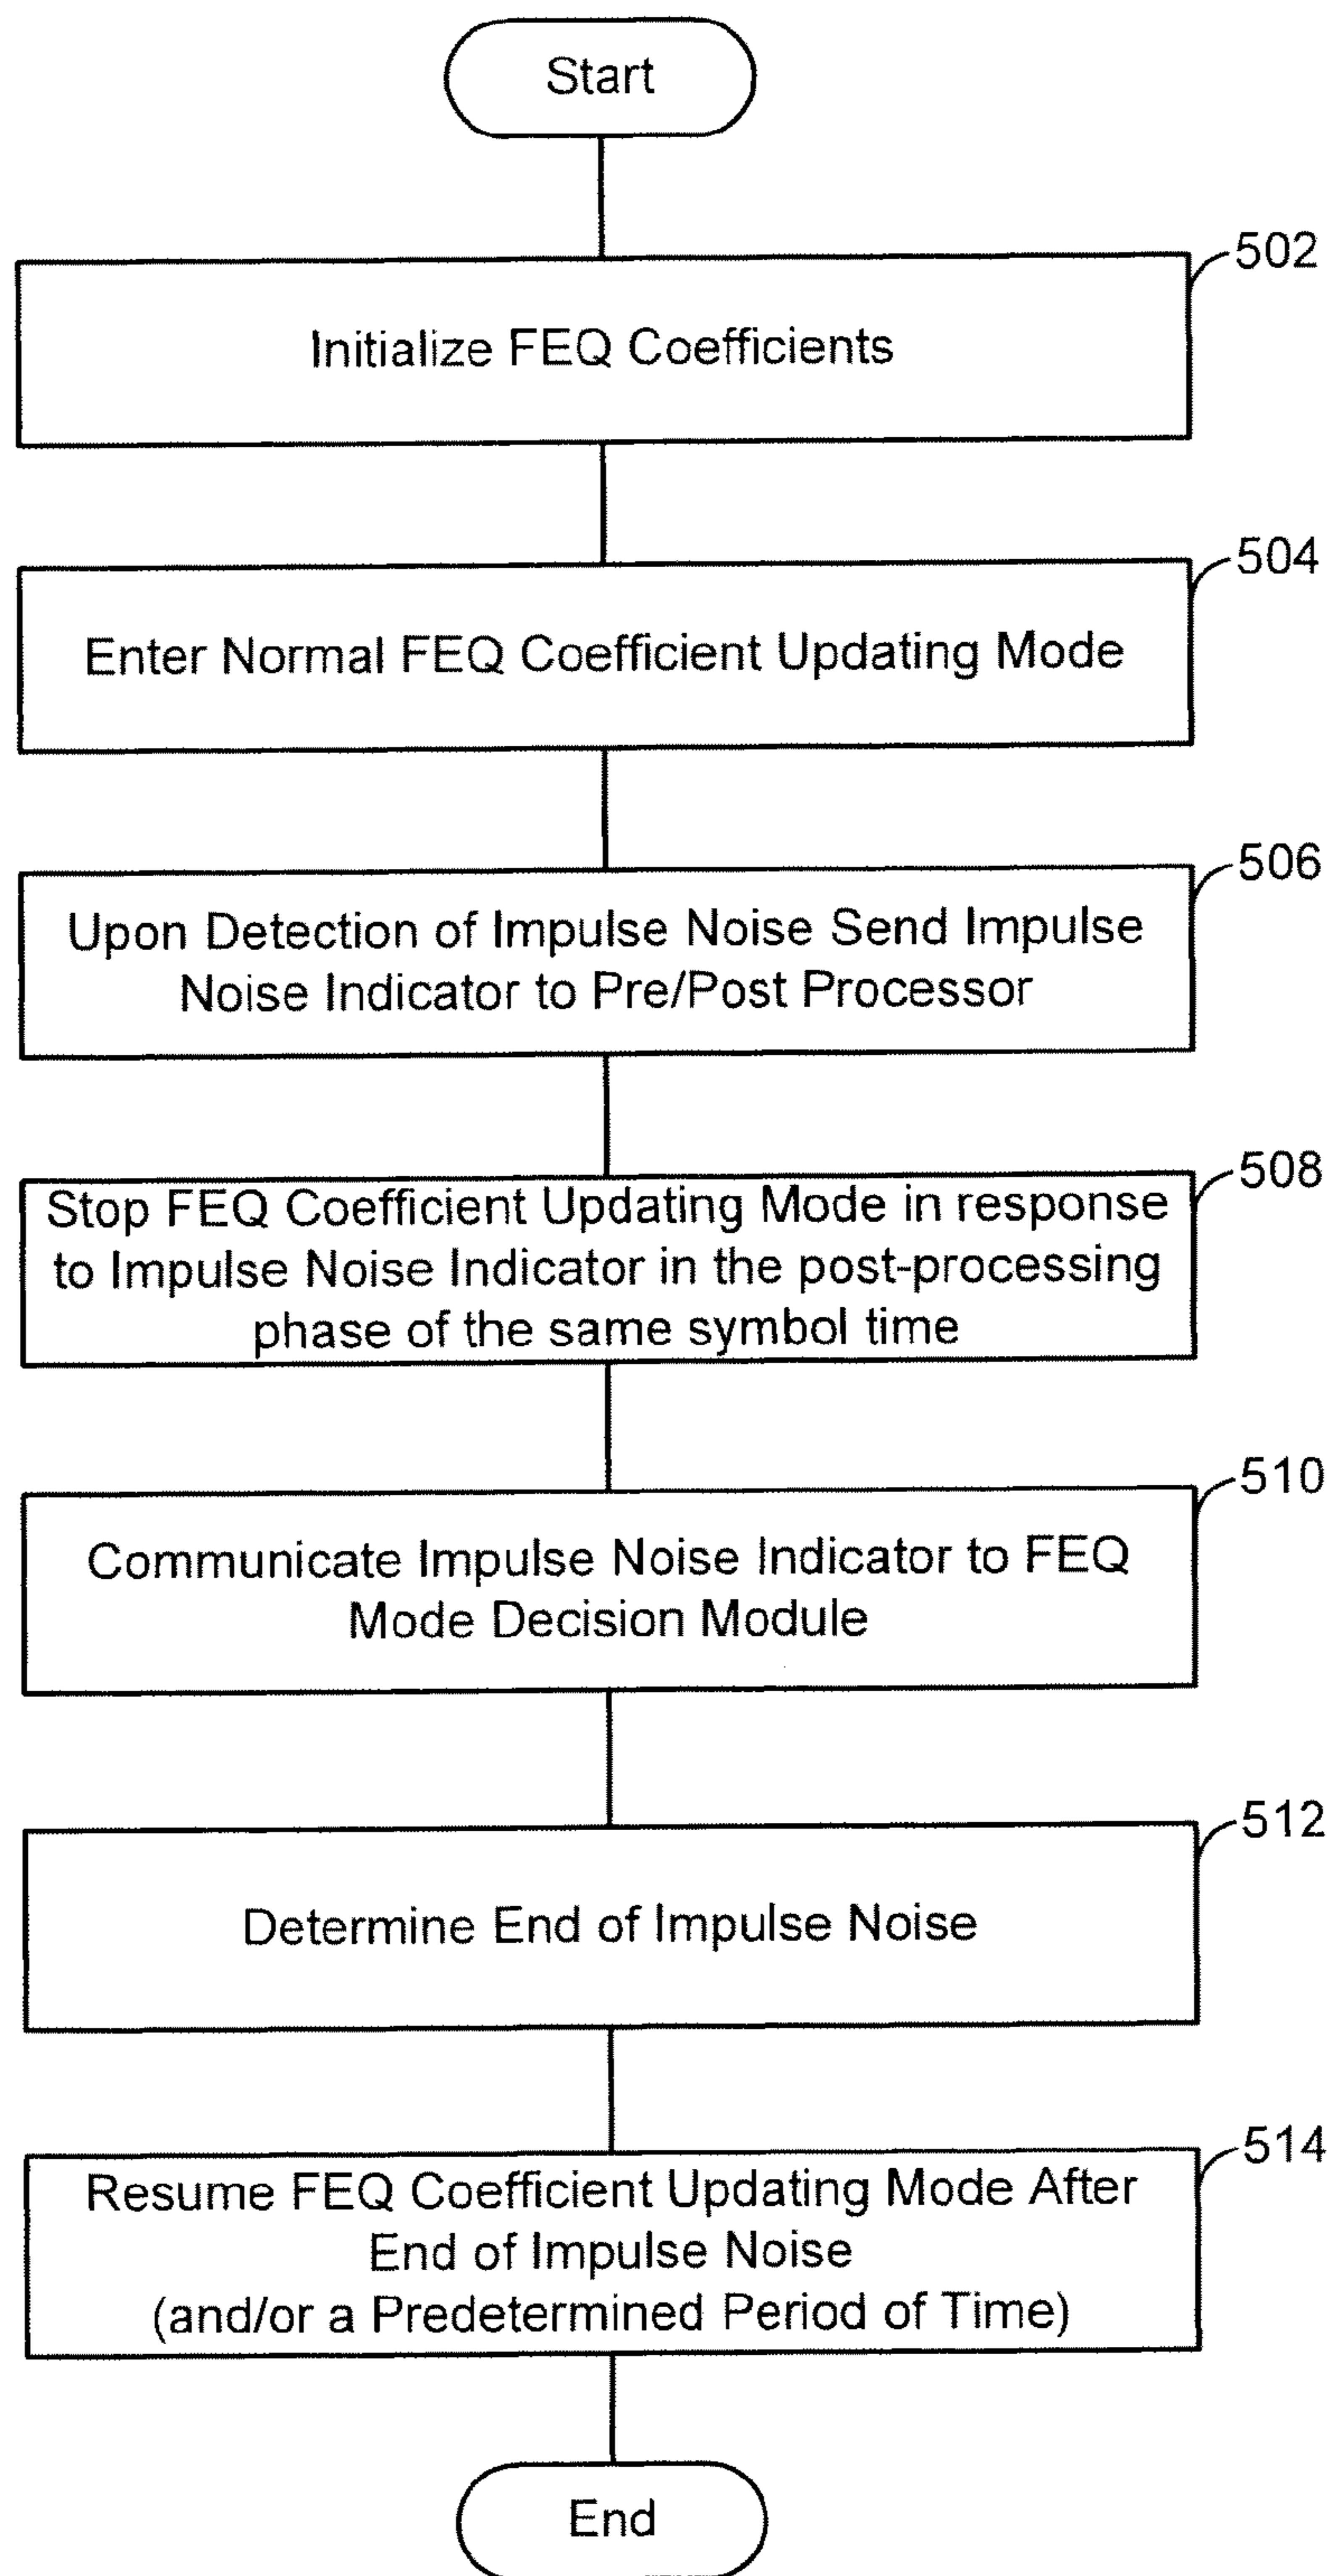 Start
502
Initialize FEQ Coefficients
504
Enter Normal FEQ Coefficient Updating Mode
506
Upon Detection of Impulse Noise Send Impulse
Noise Indicator to Pre/Post Processor
508
Stop FEQ Coefficient Updating Mode in response
to Impulse Noise Indicator in the post-processing
phase of the same symbol time
510
Communicate Impulse Noise Indicator to FEQ
Mode Decision Module
512
Determine End of Impulse Noise
514
Resume FEQ Coefficient Updating Mode After
End of Impulse Noise
(and/or a Predetermined Period of Time)
End